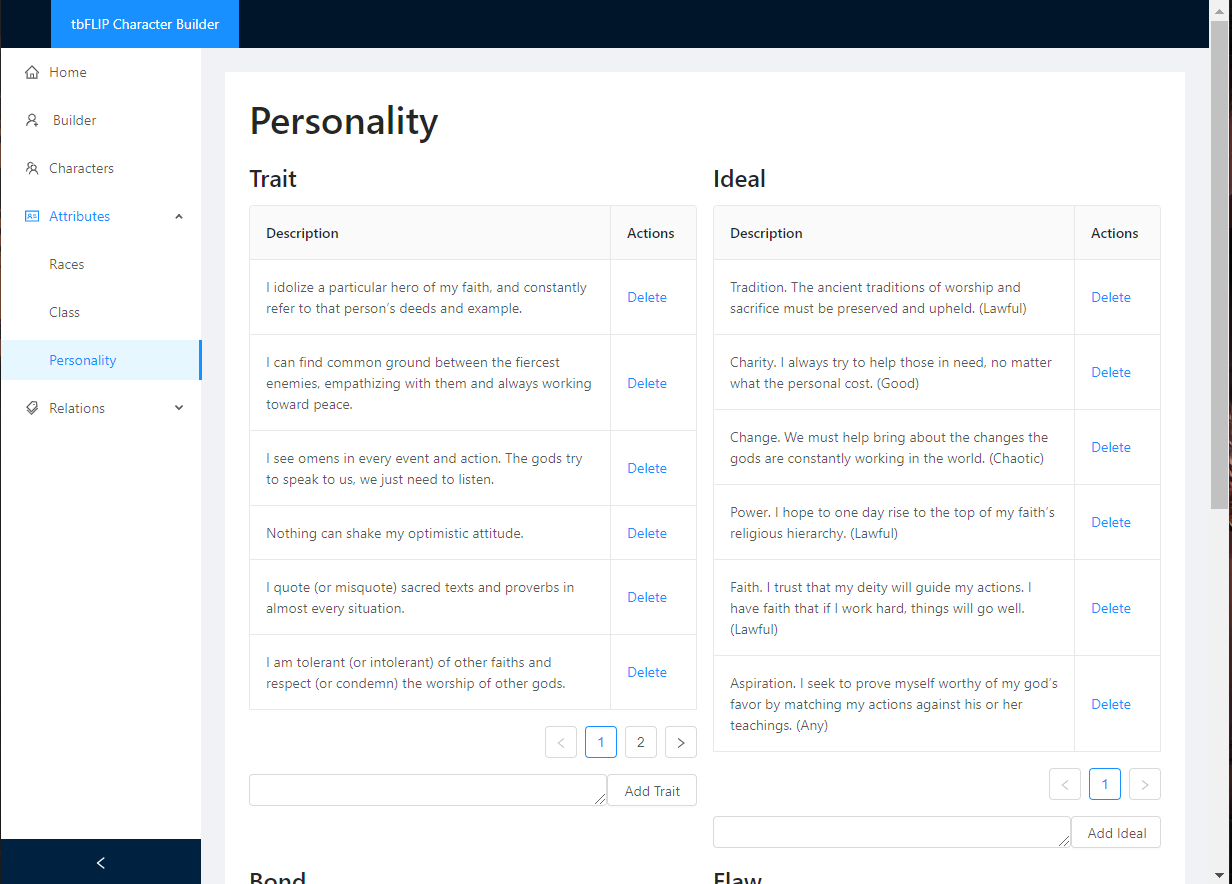 tbFLIP Character Builder
Home
Builder
Characters
Attributes
Races
Class
Personality
Relations
Personality
Trait
Description
Actions
I idolize a particular hero of my faith, and constantly
refer to that person’s deeds and example.
Delete
I can find common ground between the fiercest
enemies, empathizing with them and always working
toward peace.
Delete
I see omens in every event and action. The gods try
to speak to us, we just need to listen.
Delete
Nothing can shake my optimistic attitude.
Delete
I quote (or misquote) sacred texts and proverbs in
almost every situation.
Delete
I am tolerant (or intolerant) of other faiths and
respect (or condemn) the worship of other gods.
Delete
1
2
Add Trait
Ideal
Description
Actions
Tradition. The ancient traditions of worship and
sacrifice must be preserved and upheld. (Lawful)
Delete
Charity. I always try to help those in need, no matter
what the personal cost. (Good)
Delete
Change. We must help bring about the changes the
gods are constantly working in the world. (Chaotic)
Delete
Power. I hope to one day rise to the top of my faith’s
religious hierarchy. (Lawful)
Delete
Faith. I trust that my deity will guide my actions. I
have faith that if I work hard, things will go well.
(Lawful)
Delete
Aspiration. I seek to prove myself worthy of my god’s
favor by matching my actions against his or her
teachings. (Any)
Delete
1
Add Ideal
Bond
Flaw